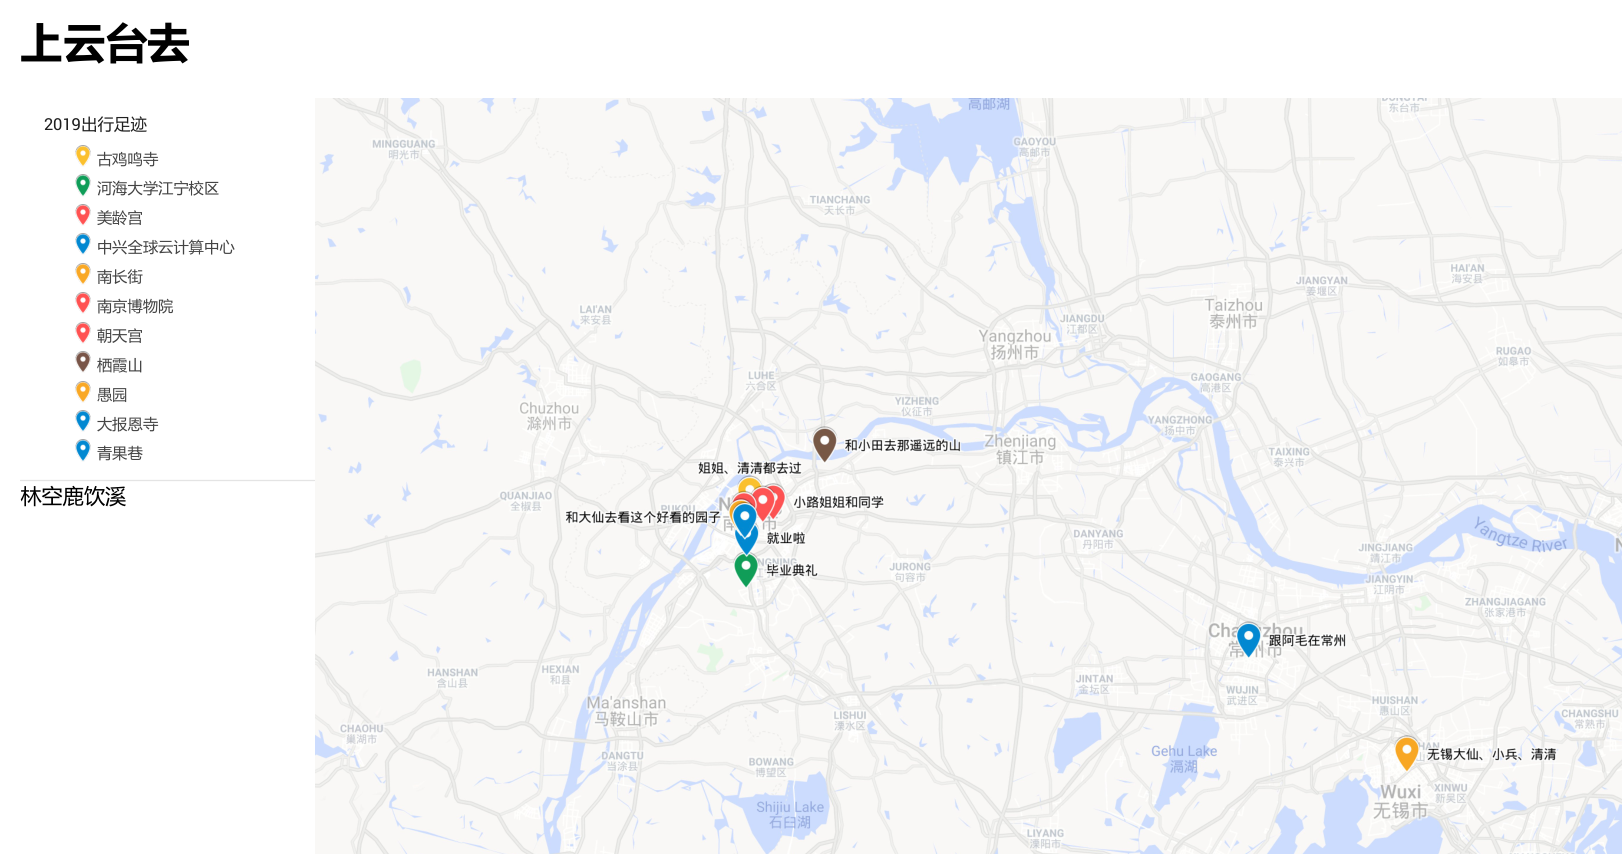 上云台去
2019出行足迹
古鸡鸣寺
河海大学江宁校区
美龄宫
中兴全球云计算中心
南长街
南京博物院
朝天宫
栖霞山
愚园
大报恩寺
青果巷
林空鹿饮溪
高邮湖
东台市
MINGGUANG
明光市
GAOYOU
高邮市
TIANCHANG
天长市
HAI'AN
海安县
JIANGYAN
姜堰区
LAI'AN
来安县
Taizhou
泰州市
JIANGDU
江都区
Yangzhou
扬州市
RUGAO
如皋市
LUHE
六合区
GAOGANG
高港区
Chuzhou
滁州市
YIZHENG
仪征市
YANGZHONG
扬中市
和小田去那遥远的山
Zhenjiang
镇江市
TAIXING
泰兴市
姐姐、清清都去过
QUANJIAO
全椒县
小路姐姐和同学
和大仙去看这个好看的园子
就业啦
DANYANG
丹阳市
Yangtze River
JINGJIANG
靖江市
毕业典礼
JURONG
句容市
JIANGYIN
江阴市
ZHANGJIAGANG
张家港市
跟阿毛在常州
HANSHAN
含山县
HEXIAN
和县
JINTAN
金坛区
WUJIN
武进区
Ma'anshan
马鞍山市
HUISHAN
惠山区
LISHUI
溧水区
CHANGSHU
常熟市
CHAOHU
巢湖市
DANGTU
当涂县
BOWANG
博望区
Gehu Lake
滆湖
无锡大仙、小兵、清清
Wuxi
无锡市
XINWU
新吴区
Shijiu Lake
石臼湖
LIYANG
溧阳市